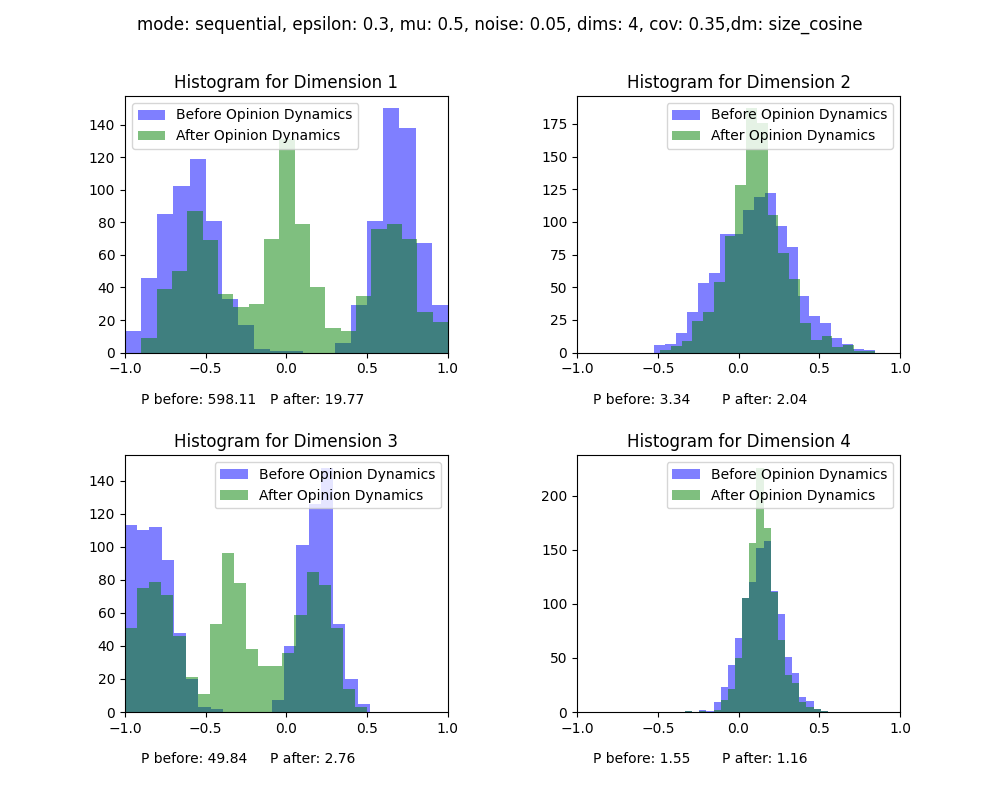 mode: sequential, epsilon: 0.3, mu: 0.5, noise: 0.05, dims: 4, cov: 0.35,dm: size_cosine
Histogram for Dimension 1
Before Opinion Dynamics
After Opinion Dynamics
140
120
100
80
60
40
20
0
−1.0 −0.5 0.0 0.5 1.0
P before: 598.11 P after: 19.77
Histogram for Dimension 2
Before Opinion Dynamics
After Opinion Dynamics
175
150
125
100
75
50
25
0
−1.0 −0.5 0.0 0.5 1.0
P before: 3.34 P after: 2.04
Histogram for Dimension 3
Before Opinion Dynamics
After Opinion Dynamics
140
120
100
80
60
40
20
0
−1.0 −0.5 0.0 0.5 1.0
P before: 49.84 P after: 2.76
Histogram for Dimension 4
Before Opinion Dynamics
After Opinion Dynamics
200
150
100
50
0
−1.0 −0.5 0.0 0.5 1.0
P before: 1.55 P after: 1.16